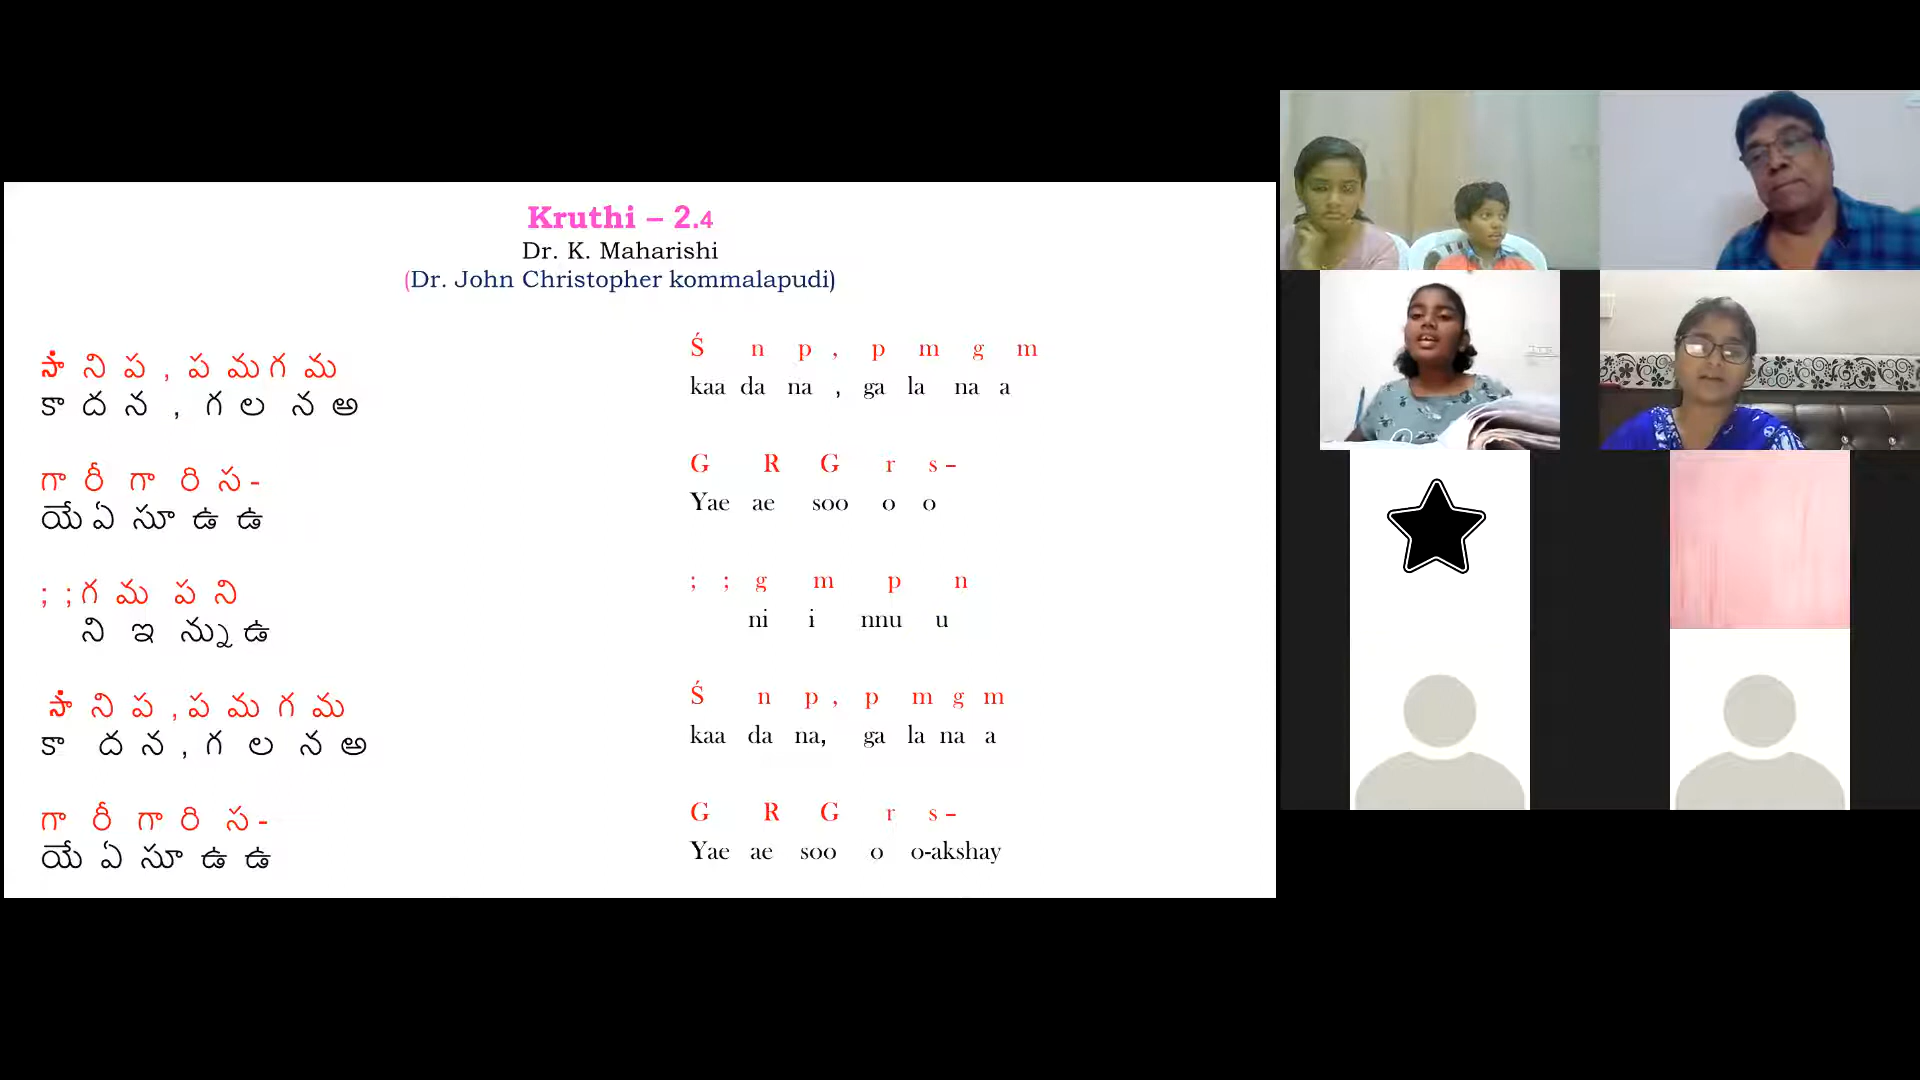 Kruthi – 2.4
Dr. K. Maharishi
(Dr. John Christopher kommalapudi)
సా̇ ని ప , ప మ గ మ
కా ద న , గ ల న అ
గా రీ గా రి స -
యే ఏ సూ ఉ ఉ
; ; గ మ ప ని
ని ఇ న్ను ఉ
సా̇ ని ప , ప మ గ మ
కా ద న , గ ల న అ
గా రీ గా రి స -
యే ఏ సూ ఉ ఉ
Ś n p , p m g m
kaa da na , ga la na a
G R G r s –
Yae ae soo o o
; ; g m p n
ni i nnu u
Ś n p , p m g m
kaa da na, ga la na a
G R G r s –
Yae ae soo o o-akshay